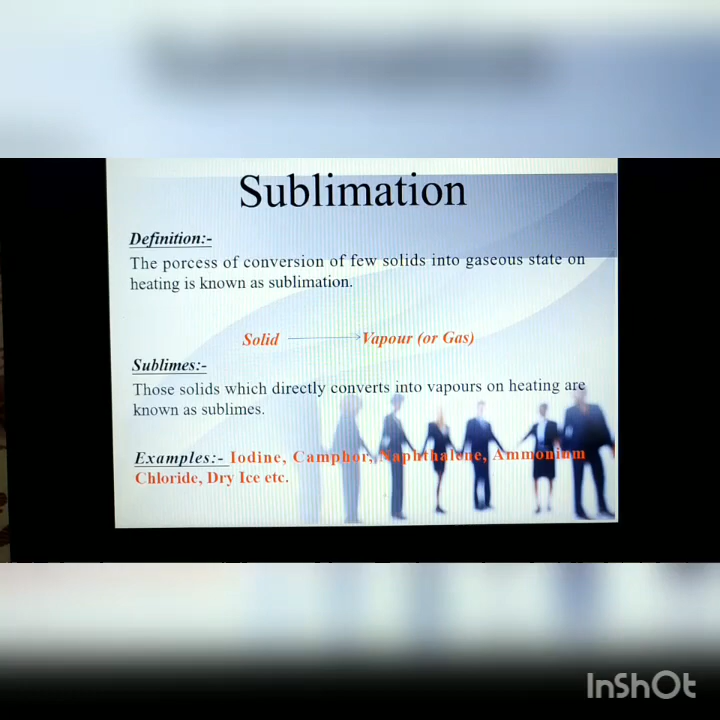 Sublimation
Definition:-
The porcess of conversion of few solids into gaseous state on
heating is known as sublimation.
Solid → Vapour (or Gas)
Sublimes:-
Those solids which directly converts into vapours on heating are
known as sublimes.
Examples:- Iodine, Camphor, Naphthalene, Ammonium
Chloride, Dry Ice etc.
InShOt